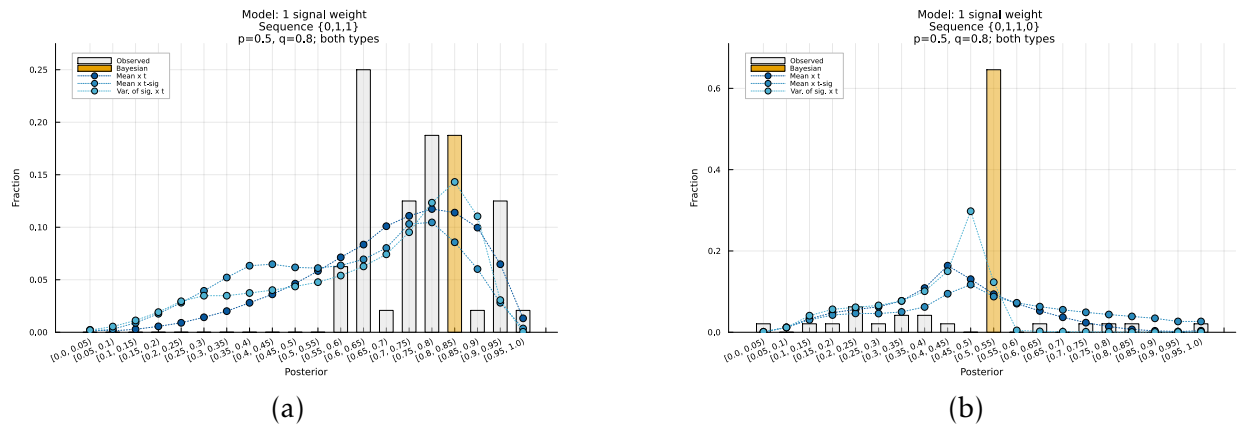 Model: 1 signal weight
Sequence {0,1,1}
p=0.5, q=0.8; both types
Observed
Bayesian
Mean x t
Mean x t-sig
Var. of sig. x t
Fraction
0.25
0.20
0.15
0.10
0.05
0.00
[0.0, 0.05)
[0.05, 0.1)
[0.1, 0.15)
[0.15, 0.2)
[0.2, 0.25)
[0.25, 0.3)
[0.3, 0.35)
[0.35, 0.4)
[0.4, 0.45)
[0.45, 0.5)
[0.5, 0.55)
[0.55, 0.6)
[0.6, 0.65)
[0.65, 0.7)
[0.7, 0.75)
[0.75, 0.8)
[0.8, 0.85)
[0.85, 0.9)
[0.9, 0.95)
[0.95, 1.0)
Posterior
(a)
Model: 1 signal weight
Sequence {0,1,1,0}
p=0.5, q=0.8; both types
Observed
Bayesian
Mean x t
Mean x t-sig
Var. of sig. x t
Fraction
0.6
0.4
0.2
0.0
[0.0, 0.05)
[0.05, 0.1)
[0.1, 0.15)
[0.15, 0.2)
[0.2, 0.25)
[0.25, 0.3)
[0.3, 0.35)
[0.35, 0.4)
[0.4, 0.45)
[0.45, 0.5)
[0.5, 0.55)
[0.55, 0.6)
[0.6, 0.65)
[0.65, 0.7)
[0.7, 0.75)
[0.75, 0.8)
[0.8, 0.85)
[0.85, 0.9)
[0.9, 0.95)
[0.95, 1.0)
Posterior
(b)